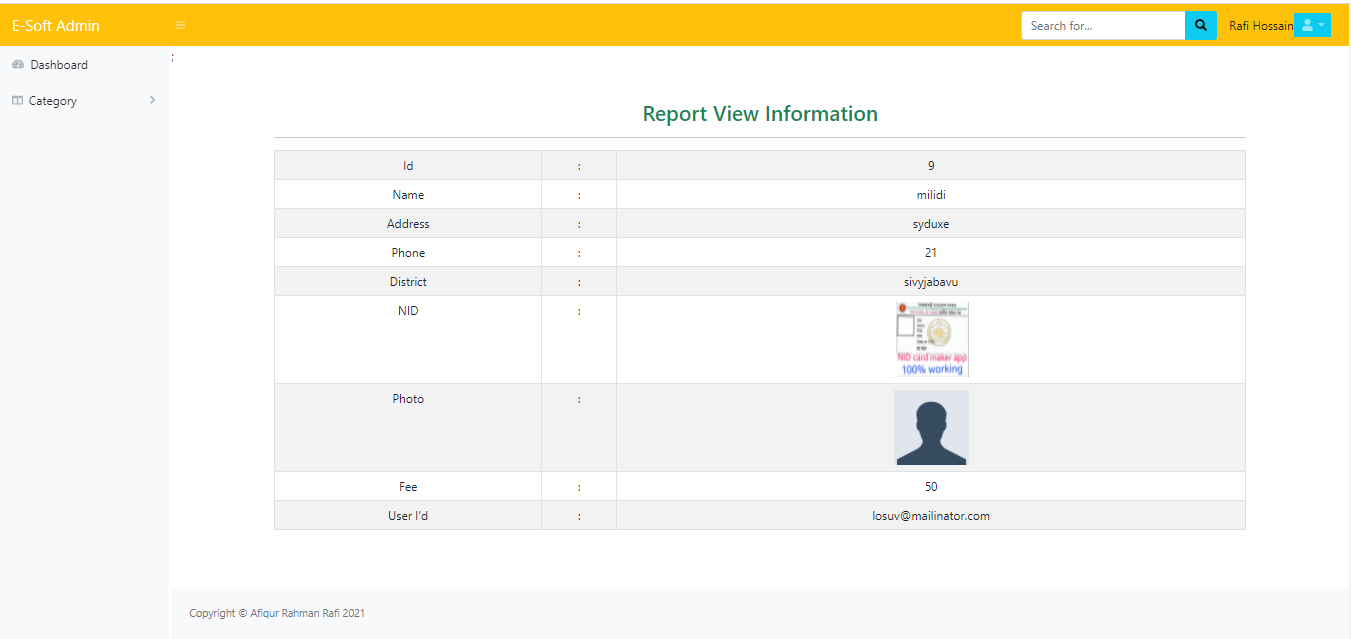 E-Soft Admin
Search for...
Rafi Hossain
Dashboard
;
Category
Report View Information
Id : 9
Name : milidi
Address : syduxe
Phone : 21
District : sivyjabavu
NID :
NID card maker app
100% working
Photo :
Fee : 50
User I'd : losuv@mailinator.com
Copyright © Afiqur Rahman Rafi 2021